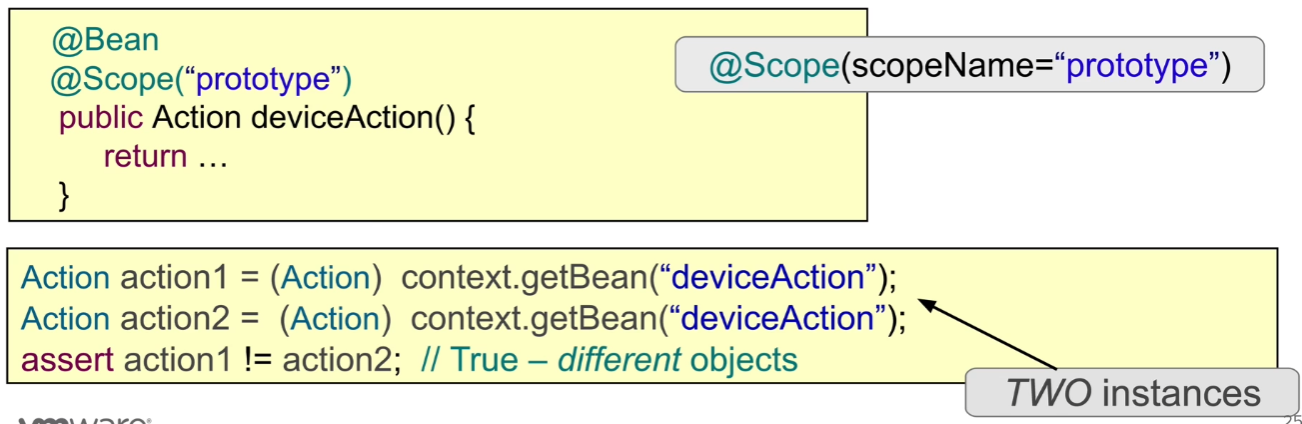 @Bean
@Scope(“prototype”)
public Action deviceAction() {
return …
}
@Scope(scopeName=“prototype”)
Action action1 = (Action) context.getBean(“deviceAction”);
Action action2 = (Action) context.getBean(“deviceAction”);
assert action1 != action2; // True – different objects
TWO instances
vmware®
25